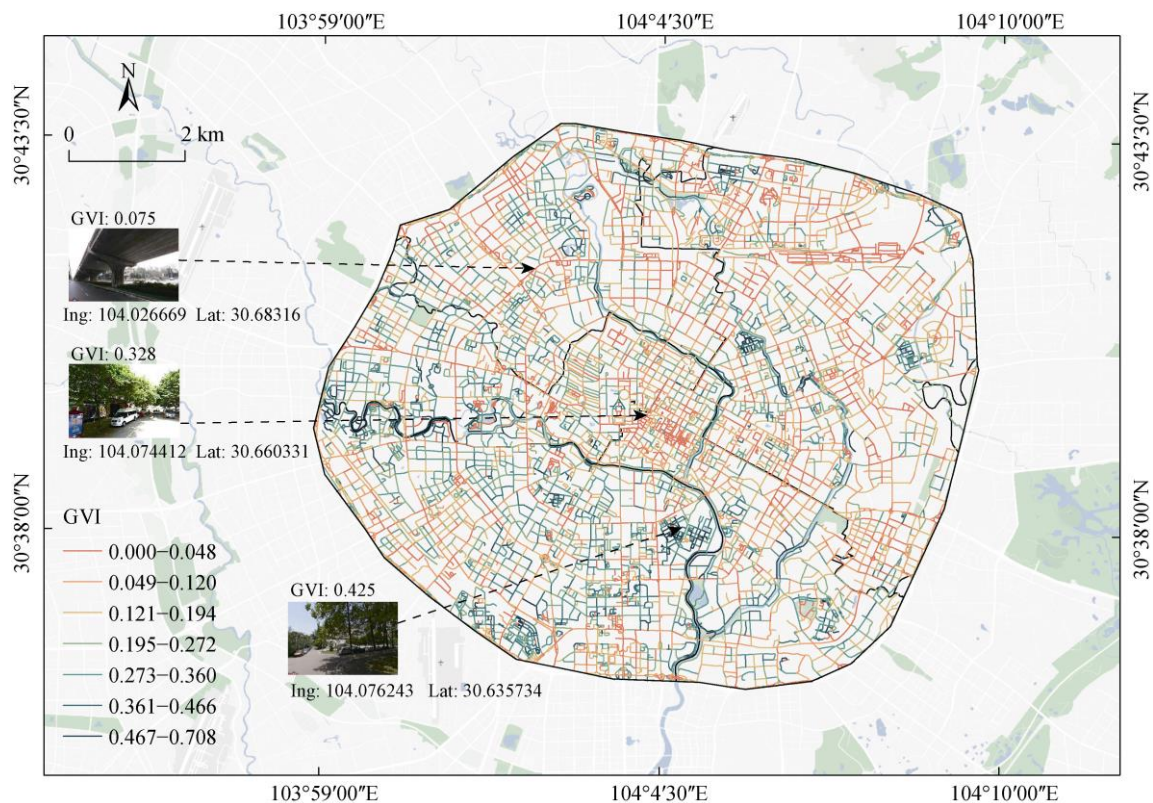 103°59′00″E 104°4′30″E 104°10′00″E
N
0 2 km
30°43′30″N
30°43′30″N
GVI: 0.075
Ing: 104.026669 Lat: 30.68316
GVI: 0.328
Ing: 104.074412 Lat: 30.660331
30°38′00″N
30°38′00″N
GVI
0.000−0.048
0.049−0.120
0.121−0.194
0.195−0.272
0.273−0.360
0.361−0.466
0.467−0.708
GVI: 0.425
Ing: 104.076243 Lat: 30.635734
103°59′00″E 104°4′30″E 104°10′00″E